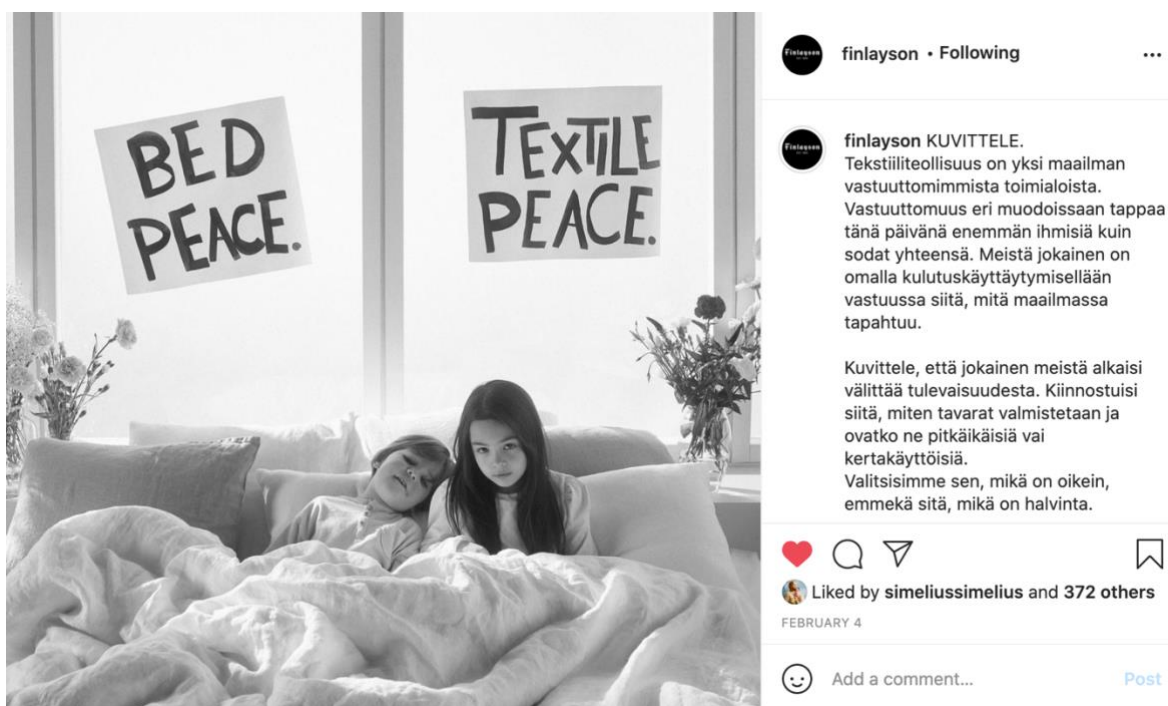 BED
PEACE.
TEXTILE
PEACE.
Finlayson
finlayson • Following
Finlayson
finlayson KUVITTELE.
Tekstiiliteollisuus on yksi maailman
vastuuttomimmista toimialoista.
Vastuuttomuus eri muodoissaan tappaa
tänä päivänä enemmän ihmisiä kuin
sodat yhteensä. Meistä jokainen on
omalla kulutuskäyttäytymisellään
vastuussa siitä, mitä maailmassa
tapahtuu.
Kuvittele, että jokainen meistä alkaisi
välittää tulevaisuudesta. Kiinnostuisi
siitä, miten tavarat valmistetaan ja
ovatko ne pitkäikäisiä vai
kertakäyttöisiä.
Valitsisimme sen, mikä on oikein,
emmekä sitä, mikä on halvinta.
Liked by simeliussimelius and 372 others
FEBRUARY 4
Add a comment...
Post